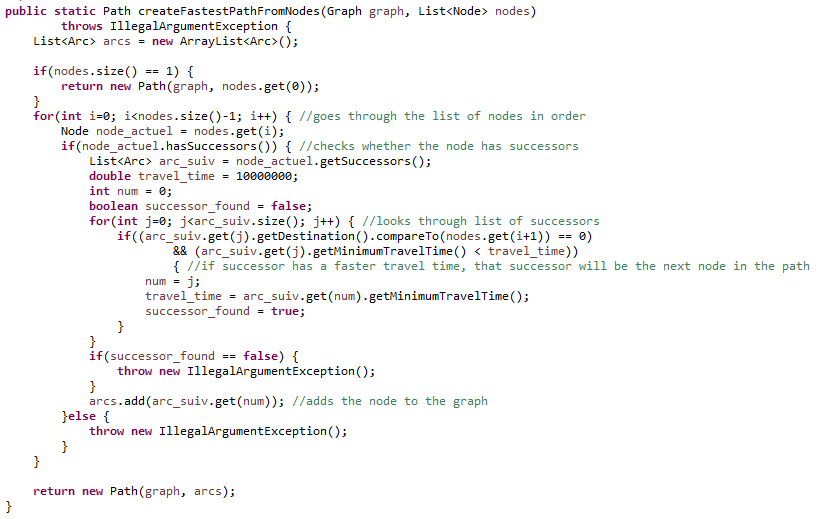 public static Path createFastestPathFromNodes(Graph graph, List<Node> nodes)
        throws IllegalArgumentException {
    List<Arc> arcs = new ArrayList<Arc>();

    if(nodes.size() == 1) {
        return new Path(graph, nodes.get(0));
    }
    for(int i=0; i<nodes.size()-1; i++) { //goes through the list of nodes in order
        Node node_actuel = nodes.get(i);
        if(node_actuel.hasSuccessors()) { //checks whether the node has successors
            List<Arc> arc_suiv = node_actuel.getSuccessors();
            double travel_time = 10000000;
            int num = 0;
            boolean successor_found = false;
            for(int j=0; j<arc_suiv.size(); j++) { //looks through list of successors
                if((arc_suiv.get(j).getDestination().compareTo(nodes.get(i+1)) == 0)
                        && (arc_suiv.get(j).getMinimumTravelTime() < travel_time))
                        { //if successor has a faster travel time, that successor will be the next node in the path
                    num = j;
                    travel_time = arc_suiv.get(num).getMinimumTravelTime();
                    successor_found = true;
                }
            }
            if(successor_found == false) {
                throw new IllegalArgumentException();
            }
            arcs.add(arc_suiv.get(num)); //adds the node to the graph
        }else {
            throw new IllegalArgumentException();
        }
    }

    return new Path(graph, arcs);
}